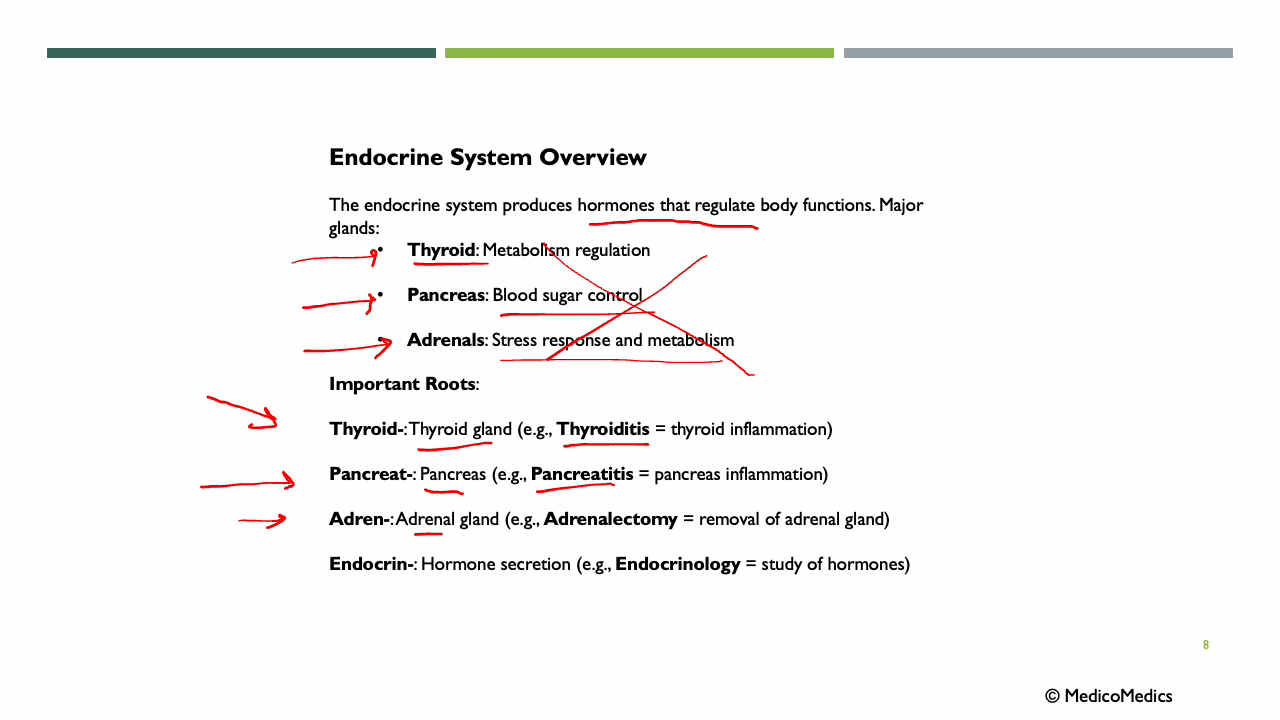 Endocrine System Overview
The endocrine system produces hormones that regulate body functions. Major
glands:
• Thyroid: Metabolism regulation
• Pancreas: Blood sugar control
• Adrenals: Stress response and metabolism
Important Roots:
Thyroid-: Thyroid gland (e.g., Thyroiditis = thyroid inflammation)
Pancreat-: Pancreas (e.g., Pancreatitis = pancreas inflammation)
Adren-: Adrenal gland (e.g., Adrenalectomy = removal of adrenal gland)
Endocrin-: Hormone secretion (e.g., Endocrinology = study of hormones)
8
© MedicoMedics